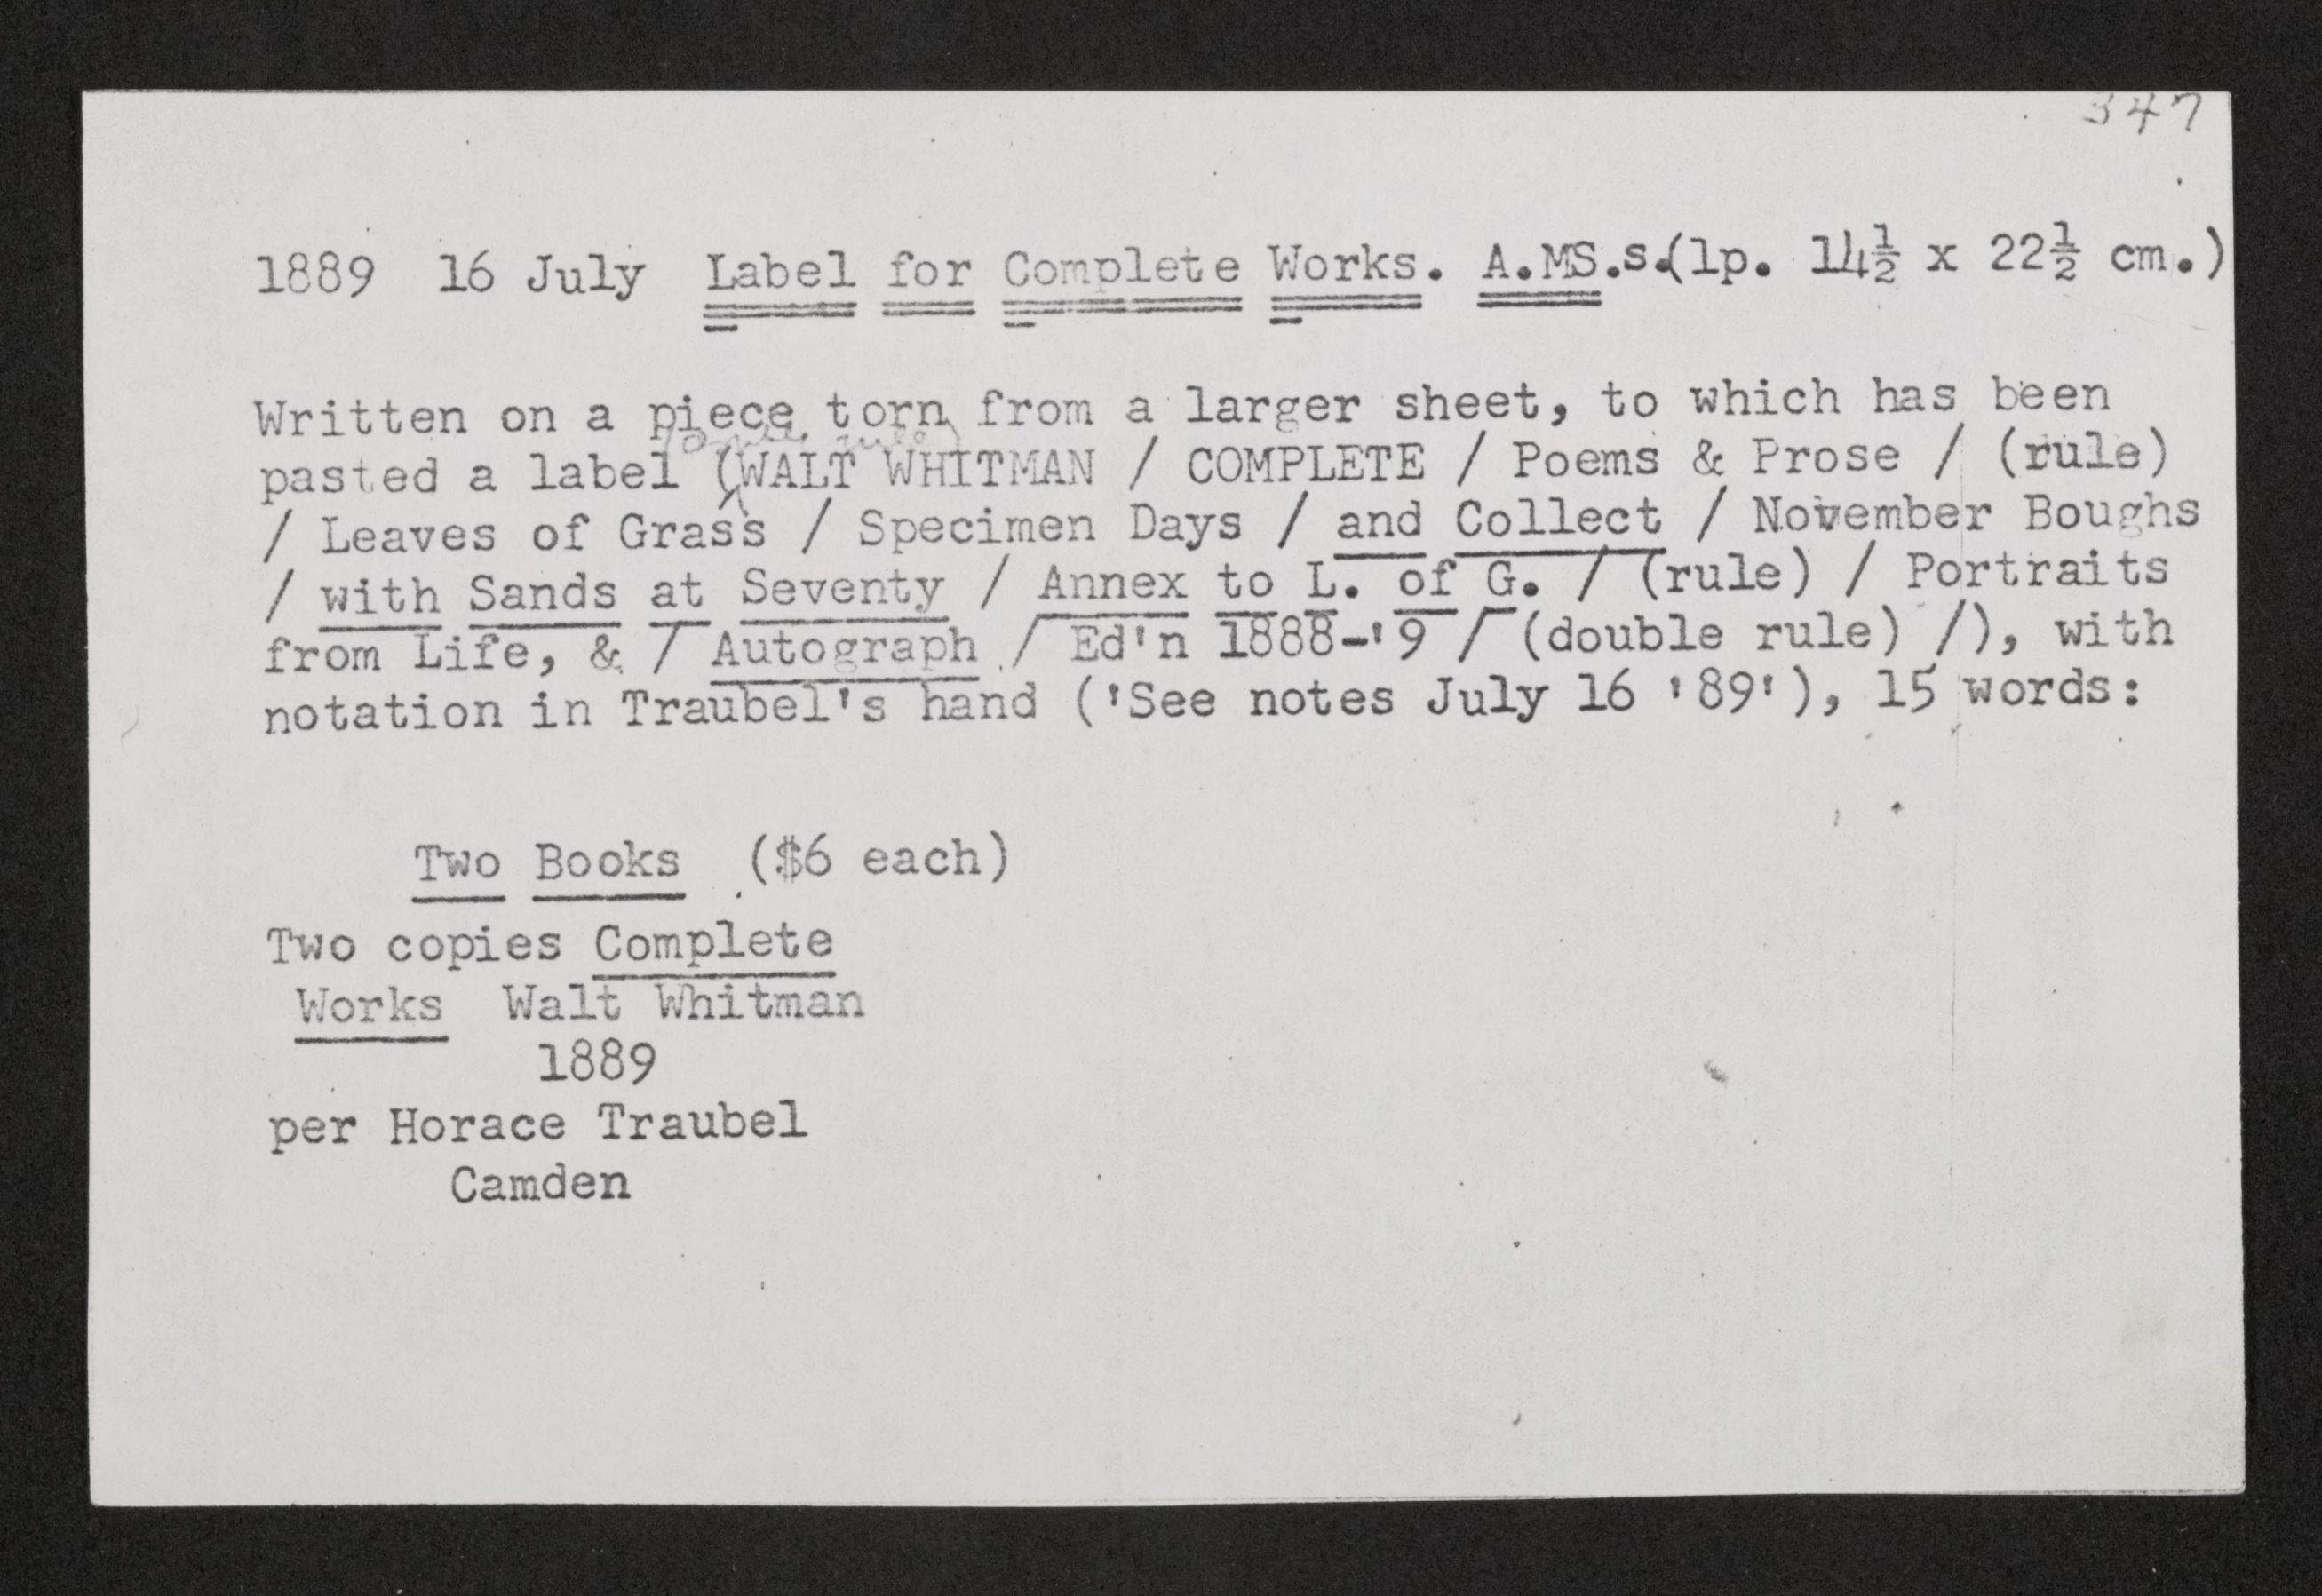 347
1889 16 July Label for Complete Works. A.MS.s.(1p. 14½ x 22½ cm.)
Written on a piece torn from a larger sheet, to which has been
pasted a label (WALT WHITMAN / COMPLETE / Poems & Prose / (rule)
/ Leaves of Grass / Specimen Days / and Collect / November Boughs
/ with Sands at Seventy / Annex to L. of G. / (rule) / Portraits
from Life, & / Autograph / Ed'n 1888-'9 / (double rule) /), with
notation in Traubel's hand ('See notes July 16 '89'), 15 words:
Two Books ($6 each)
Two copies Complete
Works Walt Whitman
1889
per Horace Traubel
Camden